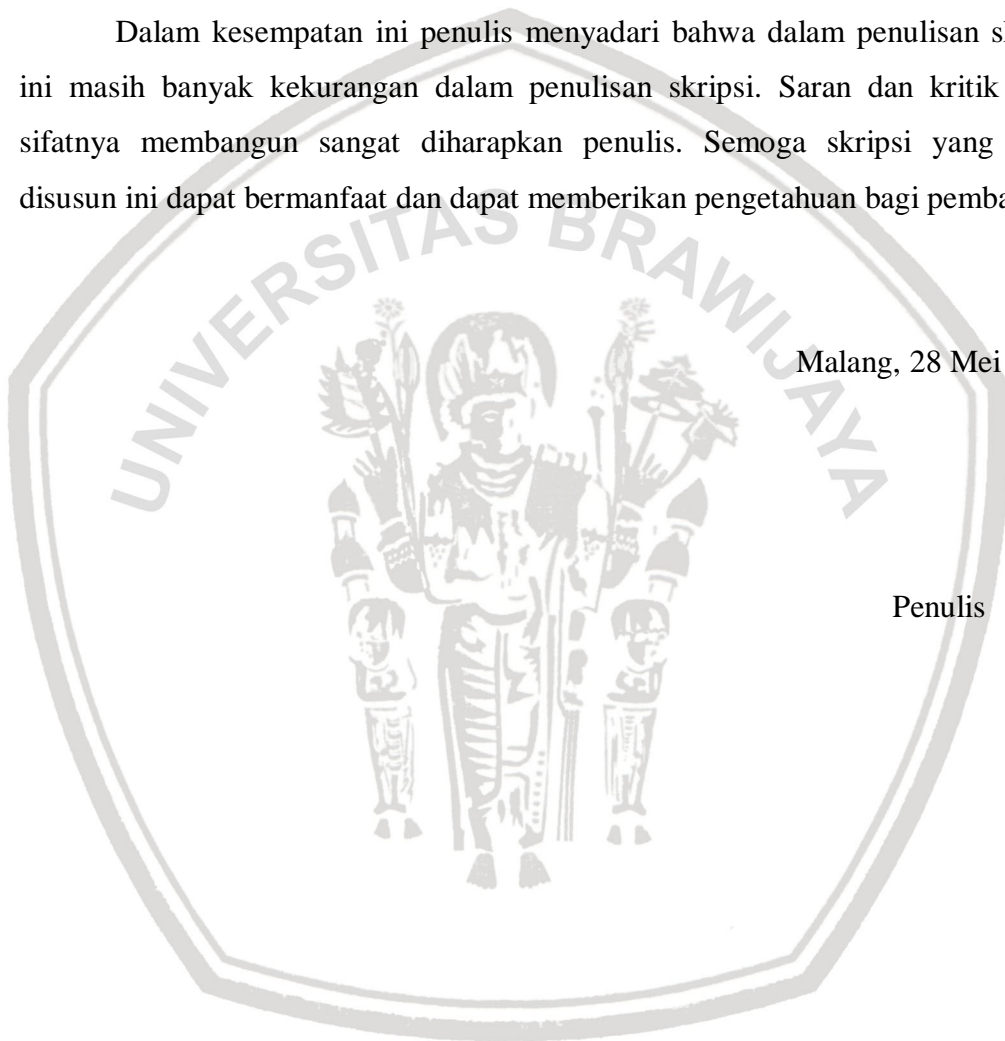 Dalam kesempatan ini penulis menyadari bahwa dalam penulisan s
ini masih banyak kekurangan dalam penulisan skripsi. Saran dan kritik
sifatnya membangun sangat diharapkan penulis. Semoga skripsi yang
disusun ini dapat bermanfaat dan dapat memberikan pengetahuan bagi pemba
UNIVERSITAS BRAWIJAYA
Malang, 28 Mei
Penulis